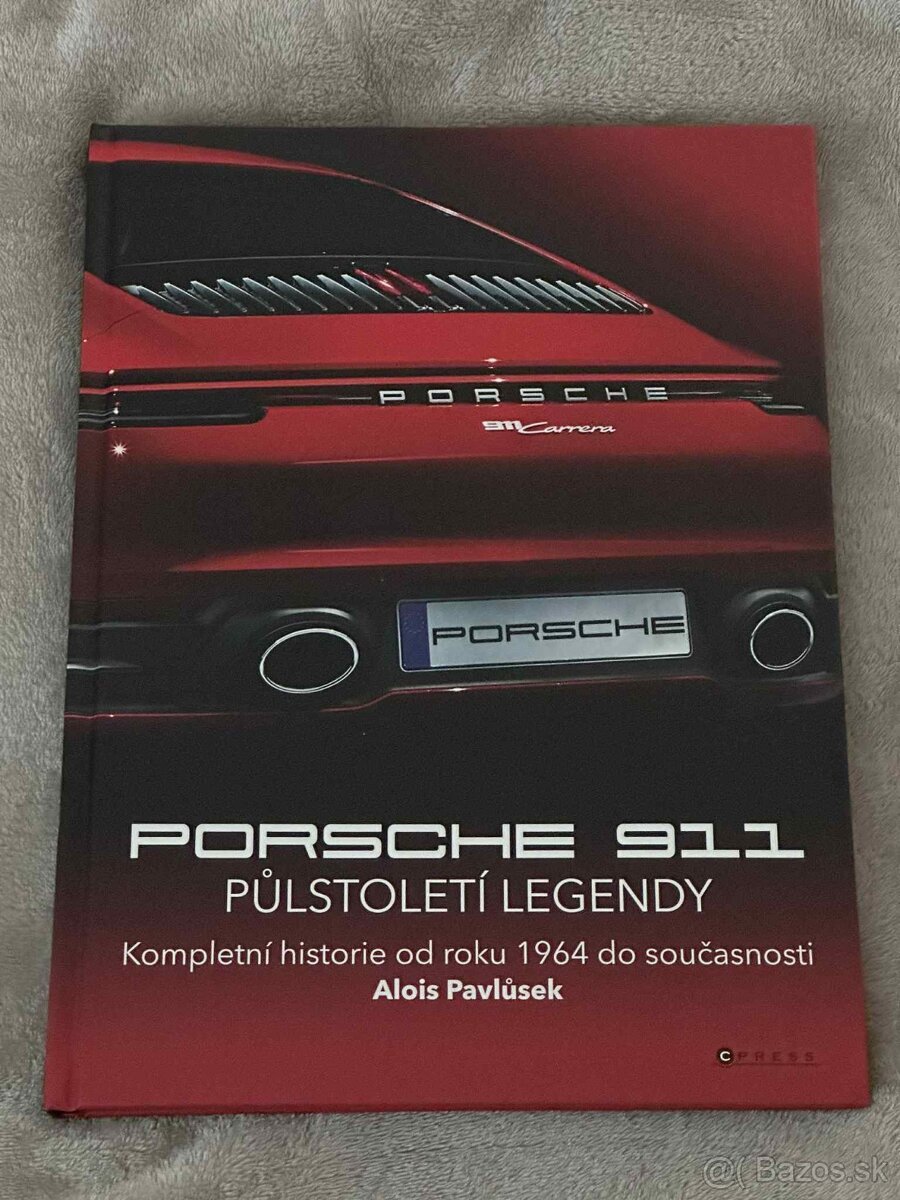 PORSCHE
911 Carrera
PORSCHE
PORSCHE 911
PŮLSTOLETÍ LEGENDY
Kompletní historie od roku 1964 do současnosti
Alois Pavlůsek
CPRESS
@( Bazos.sk